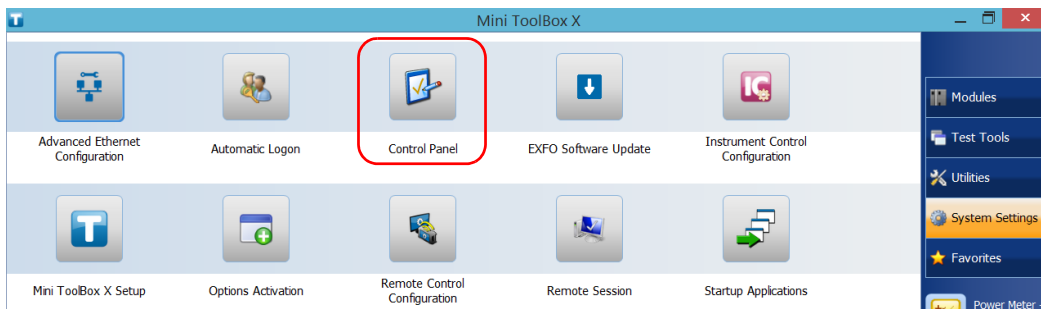 Mini ToolBox X
Advanced Ethernet
Configuration
Automatic Logon
Control Panel
EXFO Software Update
Instrument Control
Configuration
Mini ToolBox X Setup
Options Activation
Remote Control
Configuration
Remote Session
Startup Applications
Modules
Test Tools
Utilities
System Settings
Favorites
Power Meter -